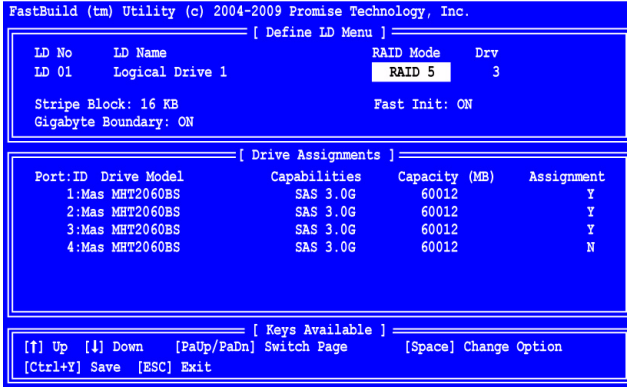 FastBuild (tm) Utility (c) 2004-2009 Promise Technology, Inc.
[ Define LD Menu ]
LD No LD Name RAID Mode Drv
LD 01 Logical Drive 1 RAID 5 3
Stripe Block: 16 KB Fast Init: ON
Gigabyte Boundary: ON
[ Drive Assignments ]
Port:ID Drive Model Capabilities Capacity (MB) Assignment
1:Mas MHT2060BS SAS 3.0G 60012 Y
2:Mas MHT2060BS SAS 3.0G 60012 Y
3:Mas MHT2060BS SAS 3.0G 60012 Y
4:Mas MHT2060BS SAS 3.0G 60012 N
[ Keys Available ]
[↑] Up [↓] Down [PaUp/PaDn] Switch Page [Space] Change Option
[Ctrl+Y] Save [ESC] Exit